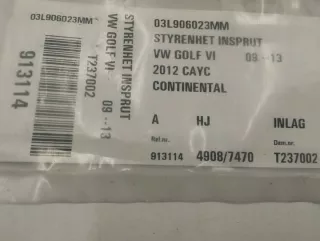 03L906023MM
STYRENHET INSPRUT
VW GOLF VI 08 --13
T237002
913114
03L906023MM
STYRENHET INSPRUT
VW GOLF VI 08 --13
2012 CAYC
CONTINENTAL
A HJ INLAG
913114 4908/7470 T237002